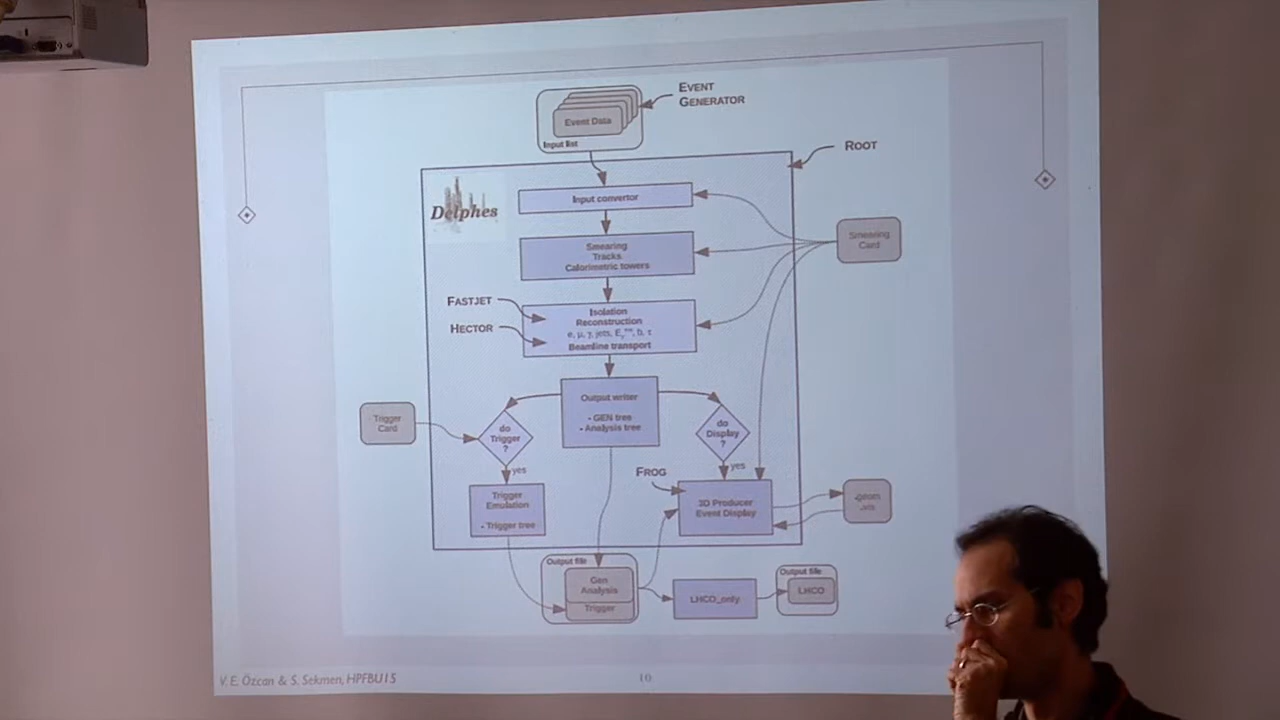 EVENT
GENERATOR
Event Data
Input list
ROOT
Delphes
Input convertor
Smearing
Card
Smearing
Tracks
Calorimetric towers
FASTJET
HECTOR
Isolation
Reconstruction
e, μ, γ, jets, E_T^miss, b, τ
Beamline transport
Output writer
- GEN tree
- Analysis tree
Trigger
Card
do
Trigger
?
do
Display
?
yes
yes
FROG
Trigger
Emulation
- Trigger tree
3D Producer
Event Display
Output file
Gen
Analysis
Trigger
LHCO_only
Output file
LHCO
V. E. Özcan & S. Sekmen, HPFBU15
10